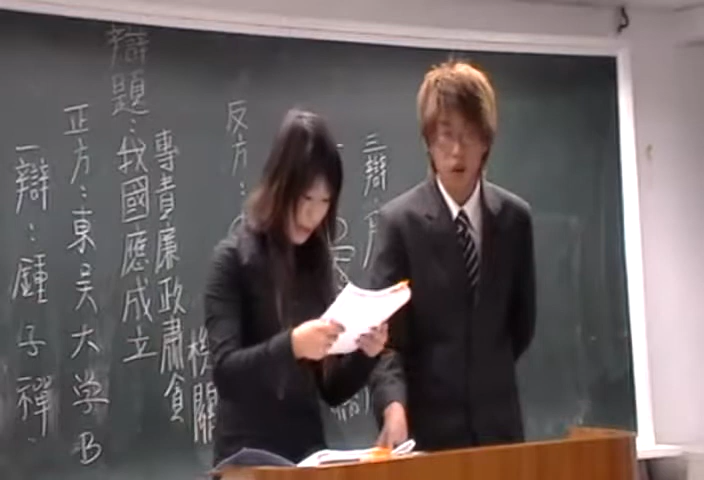 辯題：我國應成立
專責廉政肅貪
機關
正方：東吳大学B
一辯：鍾子禪
反方：
三辯：